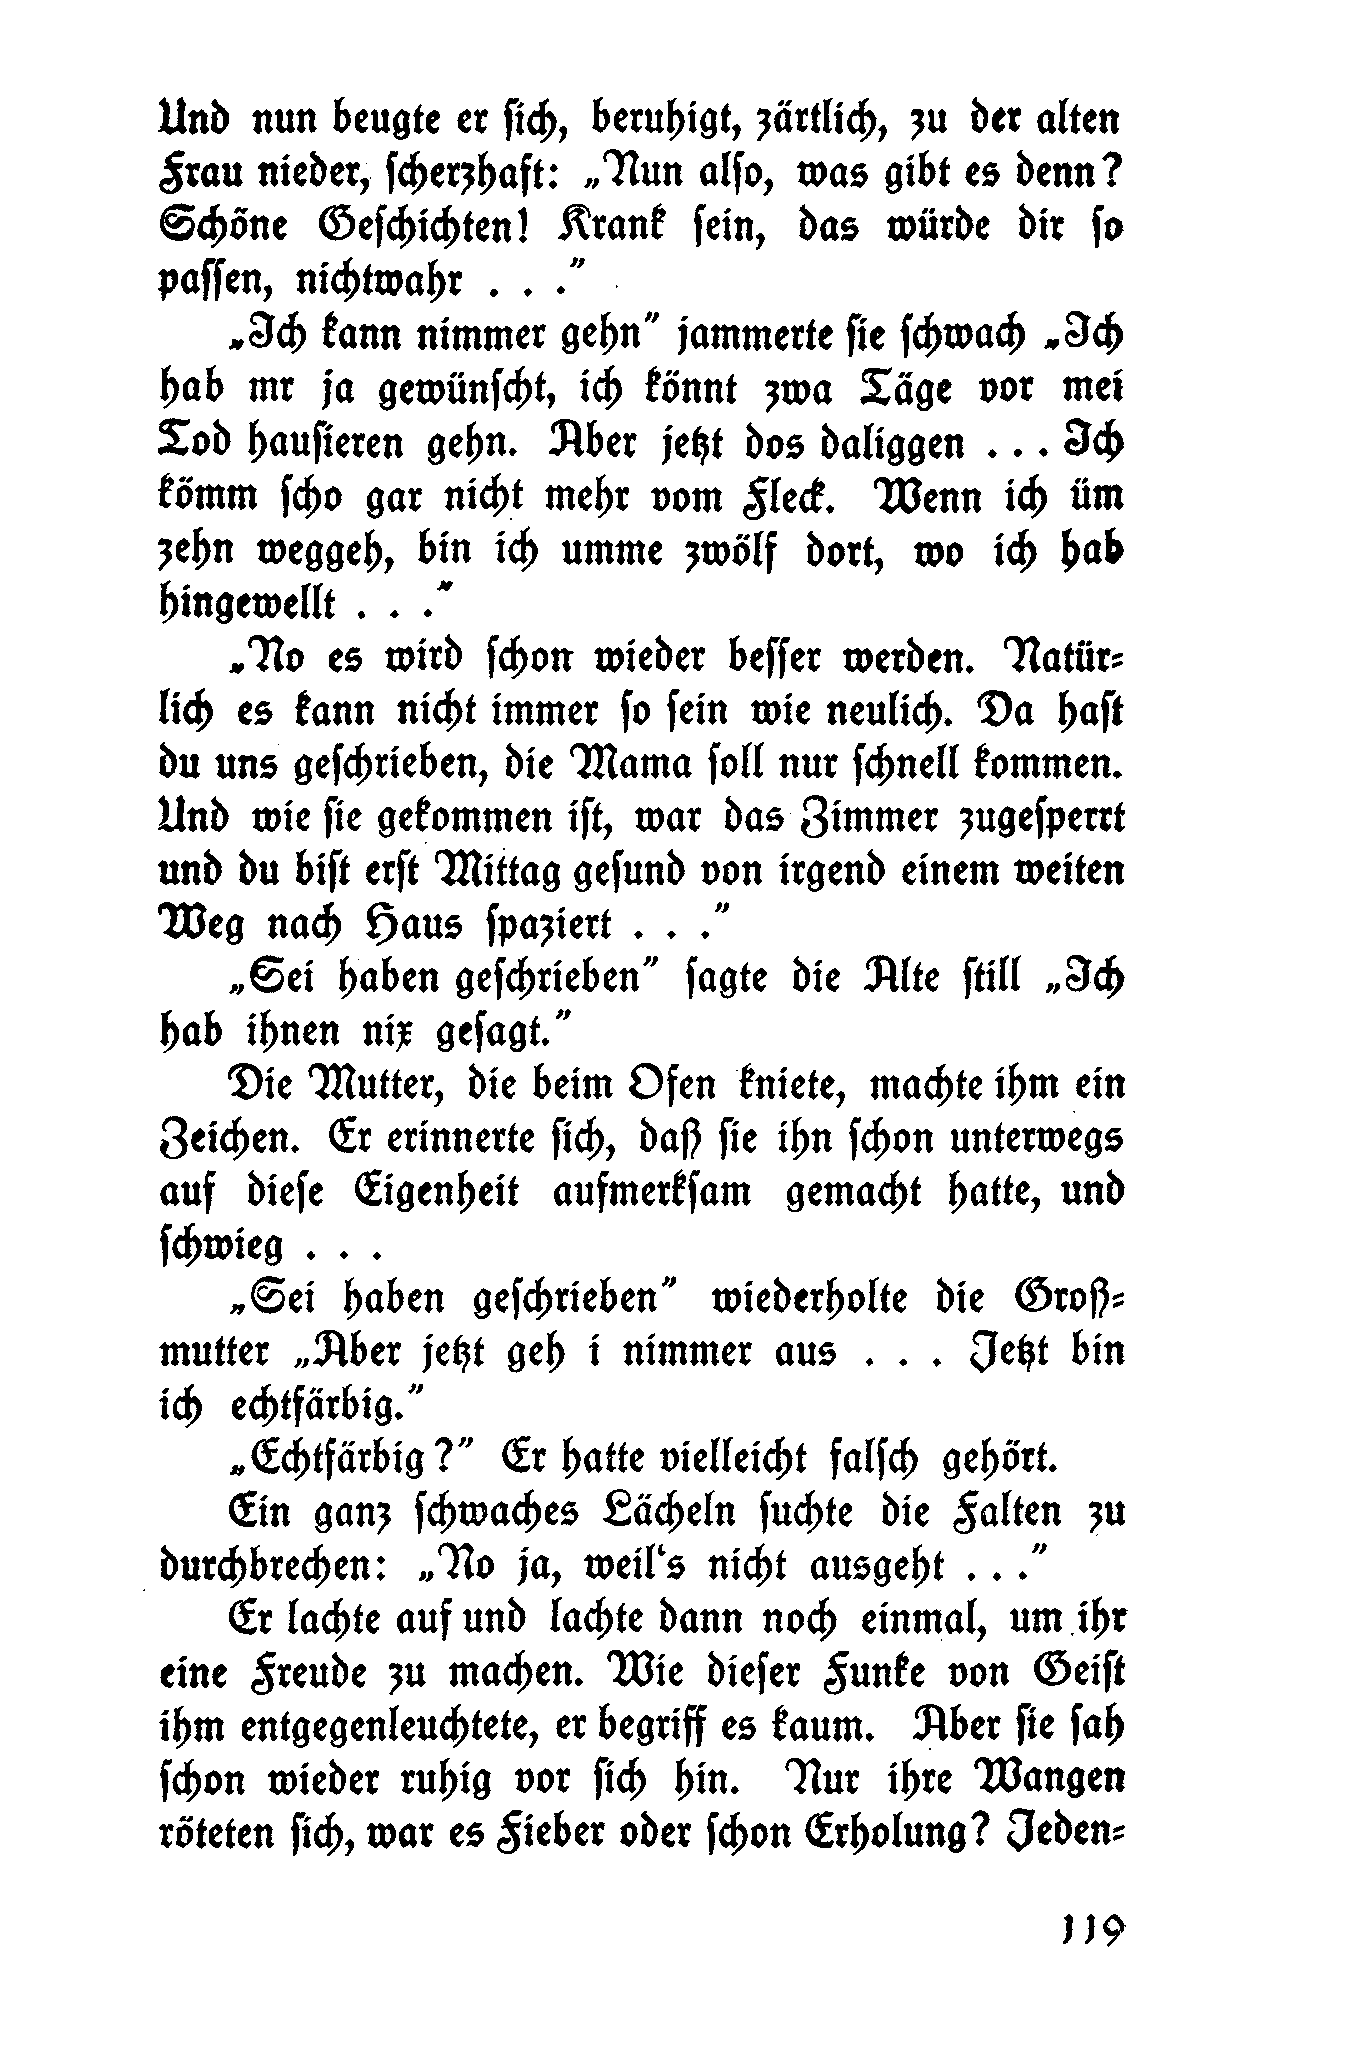 Und nun beugte er sich, beruhigt, zärtlich, zu der alten
Frau nieder, scherzhaft: „Nun also, was gibt es denn?
Schöne Geschichten! Krank sein, das würde dir so
passen, nichtwahr . . .”
„Ich kann nimmer gehn” jammerte sie schwach „Ich
hab mr ja gewünscht, ich könnt zwa Täge vor mei
Tod hausieren gehn. Aber jetzt dos daliggen . . . Ich
kömm scho gar nicht mehr vom Fleck. Wenn ich üm
zehn weggeh, bin ich umme zwölf dort, wo ich hab
hingewellt . . .”
„No es wird schon wieder besser werden. Natür-
lich es kann nicht immer so sein wie neulich. Da hast
du uns geschrieben, die Mama soll nur schnell kommen.
Und wie sie gekommen ist, war das Zimmer zugesperrt
und du bist erst Mittag gesund von irgend einem weiten
Weg nach Haus spaziert . . .”
„Sei haben geschrieben” sagte die Alte still „Ich
hab ihnen nix gesagt.”
Die Mutter, die beim Ofen kniete, machte ihm ein
Zeichen. Er erinnerte sich, daß sie ihn schon unterwegs
auf diese Eigenheit aufmerksam gemacht hatte, und
schwieg . . .
„Sei haben geschrieben” wiederholte die Groß-
mutter „Aber jetzt geh i nimmer aus . . . Jetzt bin
ich echtfärbig.”
„Echtfärbig?” Er hatte vielleicht falsch gehört.
Ein ganz schwaches Lächeln suchte die Falten zu
durchbrechen: „No ja, weil‘s nicht ausgeht . . .”
Er lachte auf und lachte dann noch einmal, um ihr
eine Freude zu machen. Wie dieser Funke von Geist
ihm entgegenleuchtete, er begriff es kaum. Aber sie sah
schon wieder ruhig vor sich hin. Nur ihre Wangen
röteten sich, war es Fieber oder schon Erholung? Jeden-
119